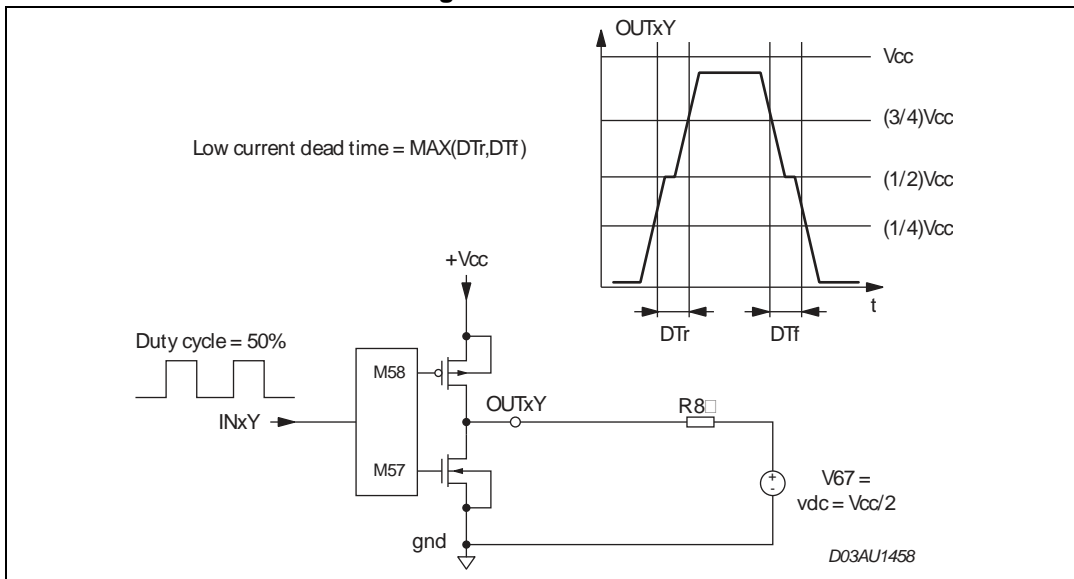 OUTxY
Vcc
(3/4)Vcc
Low current dead time = MAX(DTr,DTf)
(1/2)Vcc
(1/4)Vcc
t
DTr
DTf
+Vcc
Duty cycle = 50%
M58
INxY
OUTxY
R8□
M57
V67 =
vdc = Vcc/2
+
-
gnd
D03AU1458